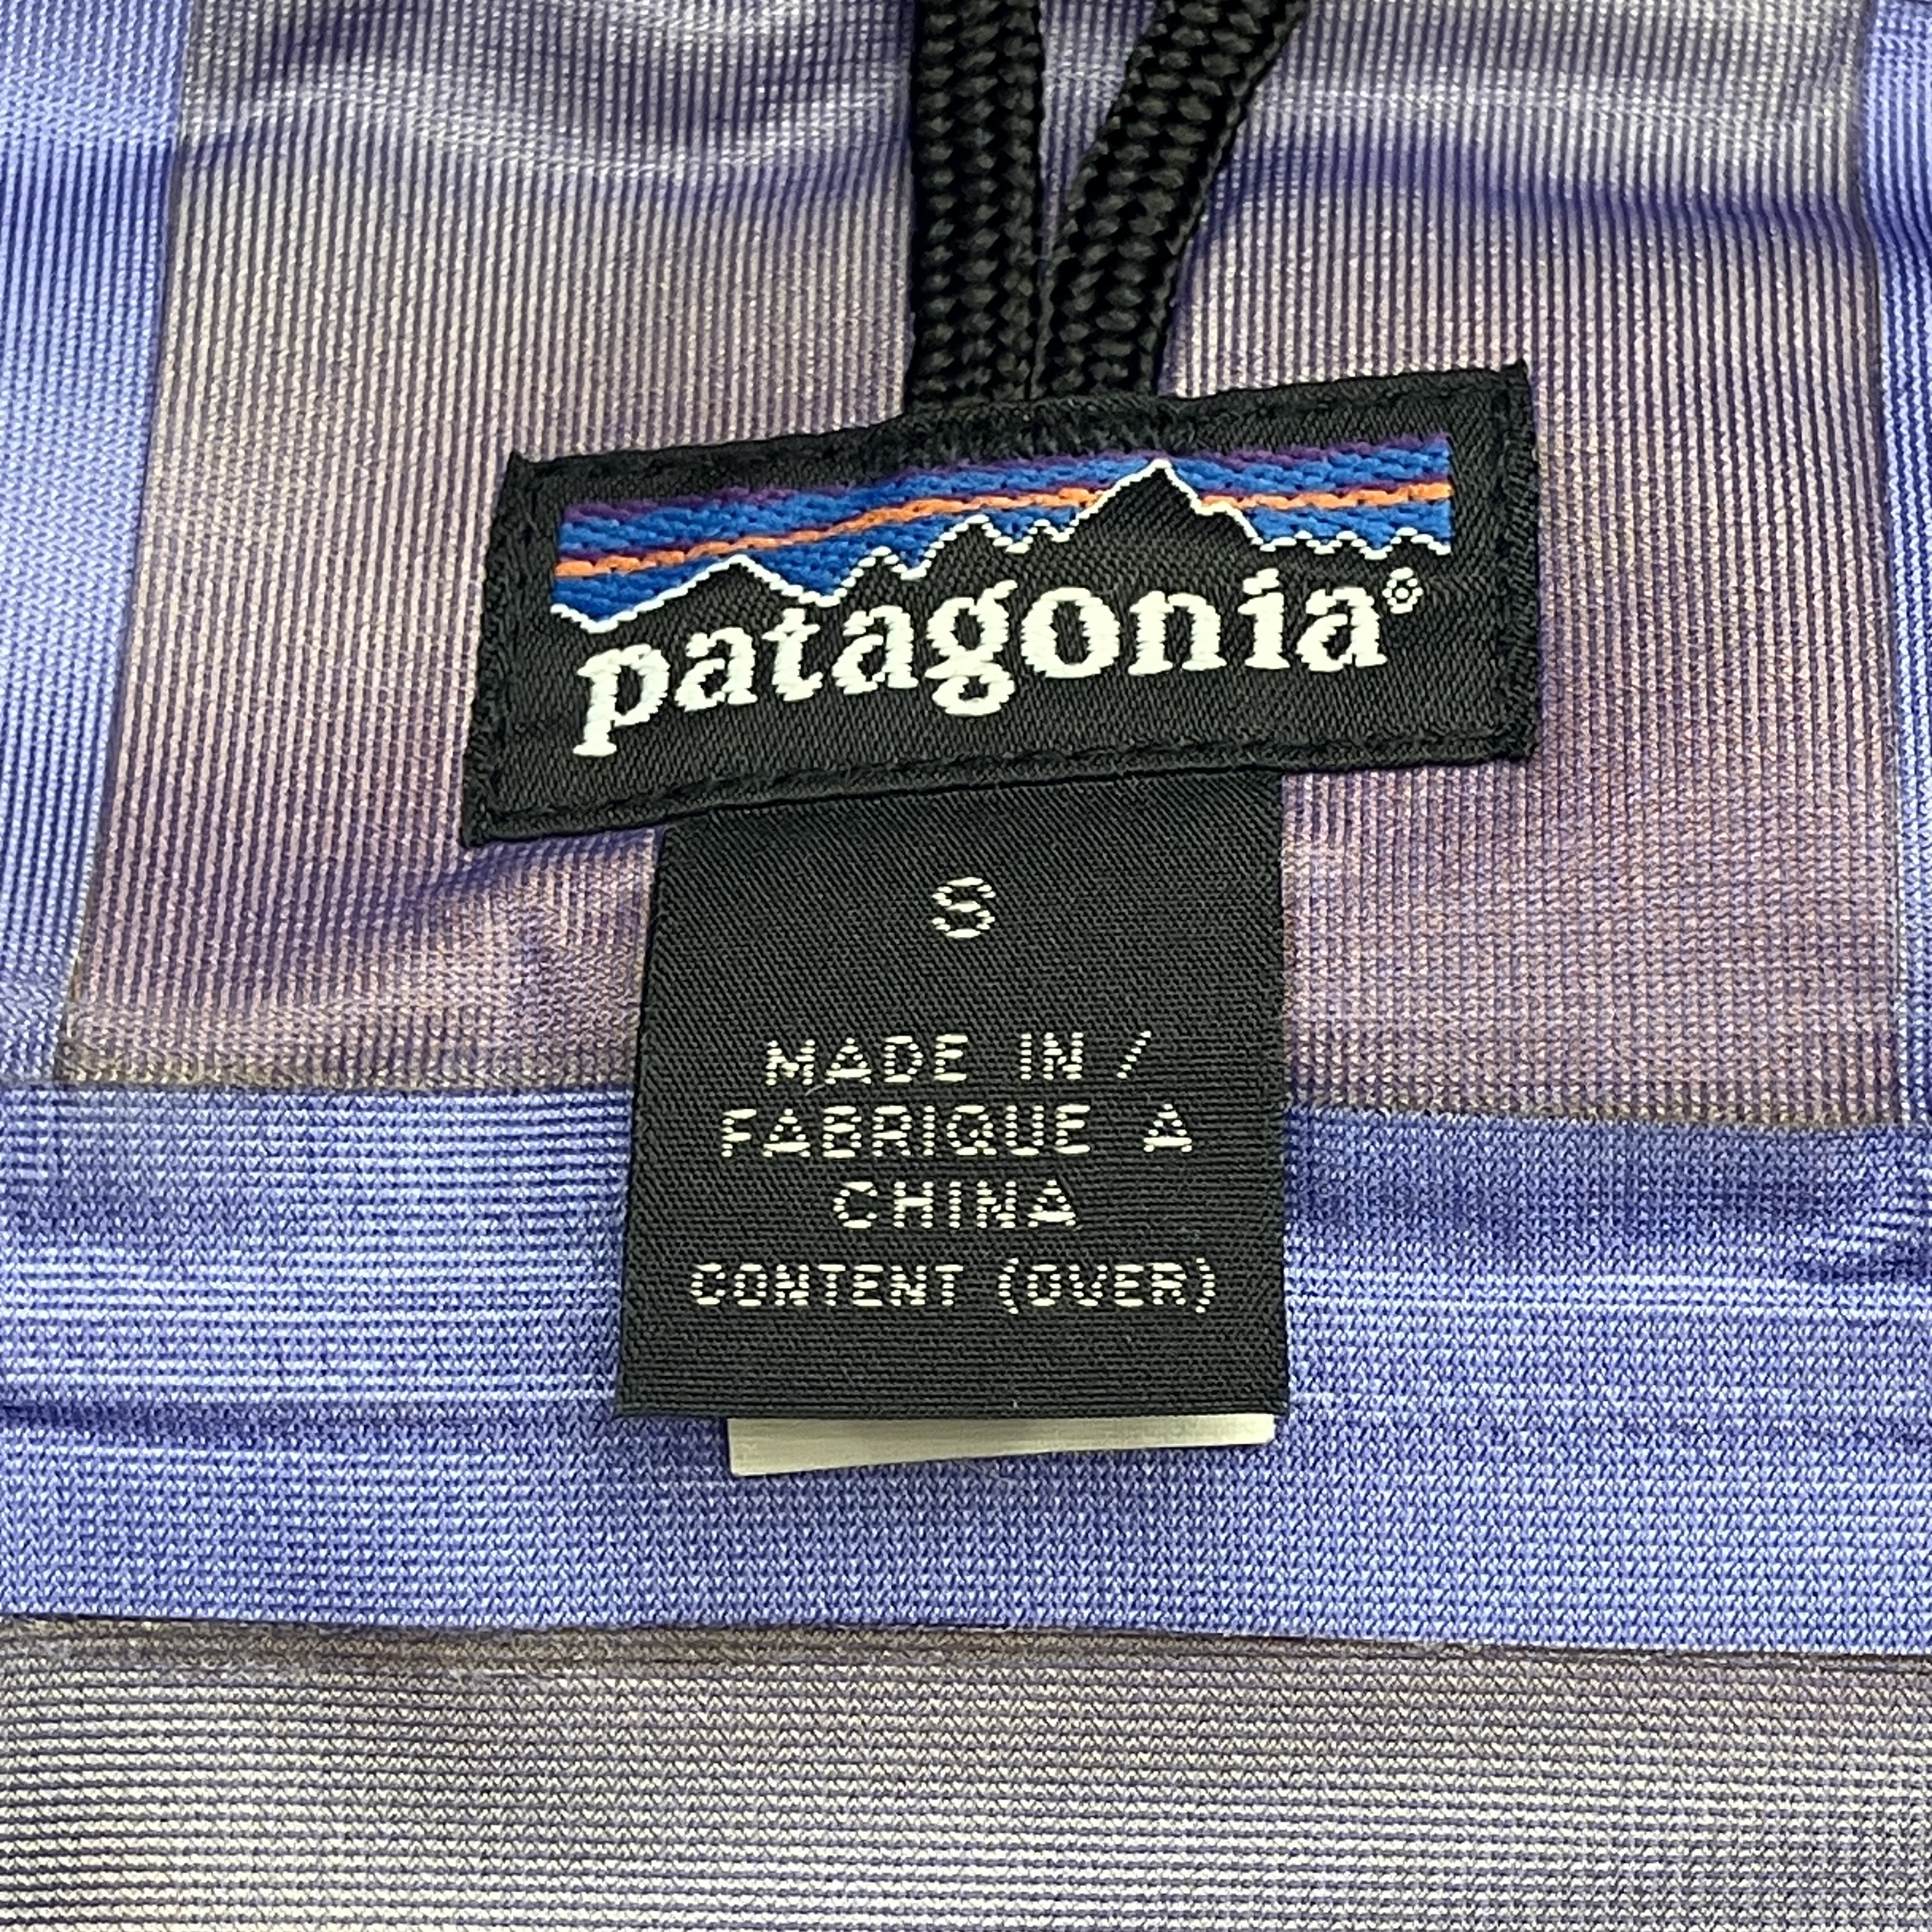 patagonia®
S
MADE IN /
FABRIQUE A
CHINA
CONTENT (OVER)